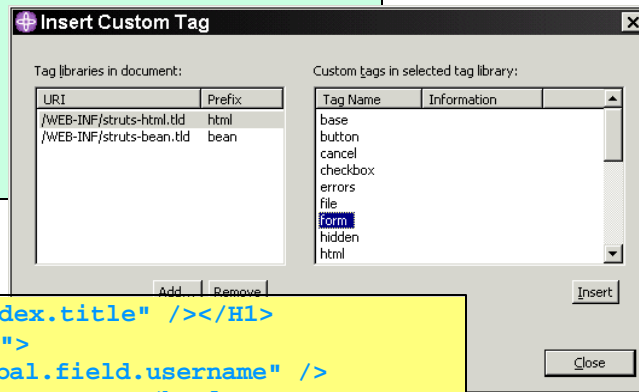 Insert Custom Tag
Tag libraries in document:
Custom tags in selected tag library:
URI Prefix
/WEB-INF/struts-html.tld html
/WEB-INF/struts-bean.tld bean
Tag Name Information
base
button
cancel
checkbox
errors
file
form
hidden
html
Add... Remove
Insert
dex.title" /></H1>
">
bal.field.username" />
Close